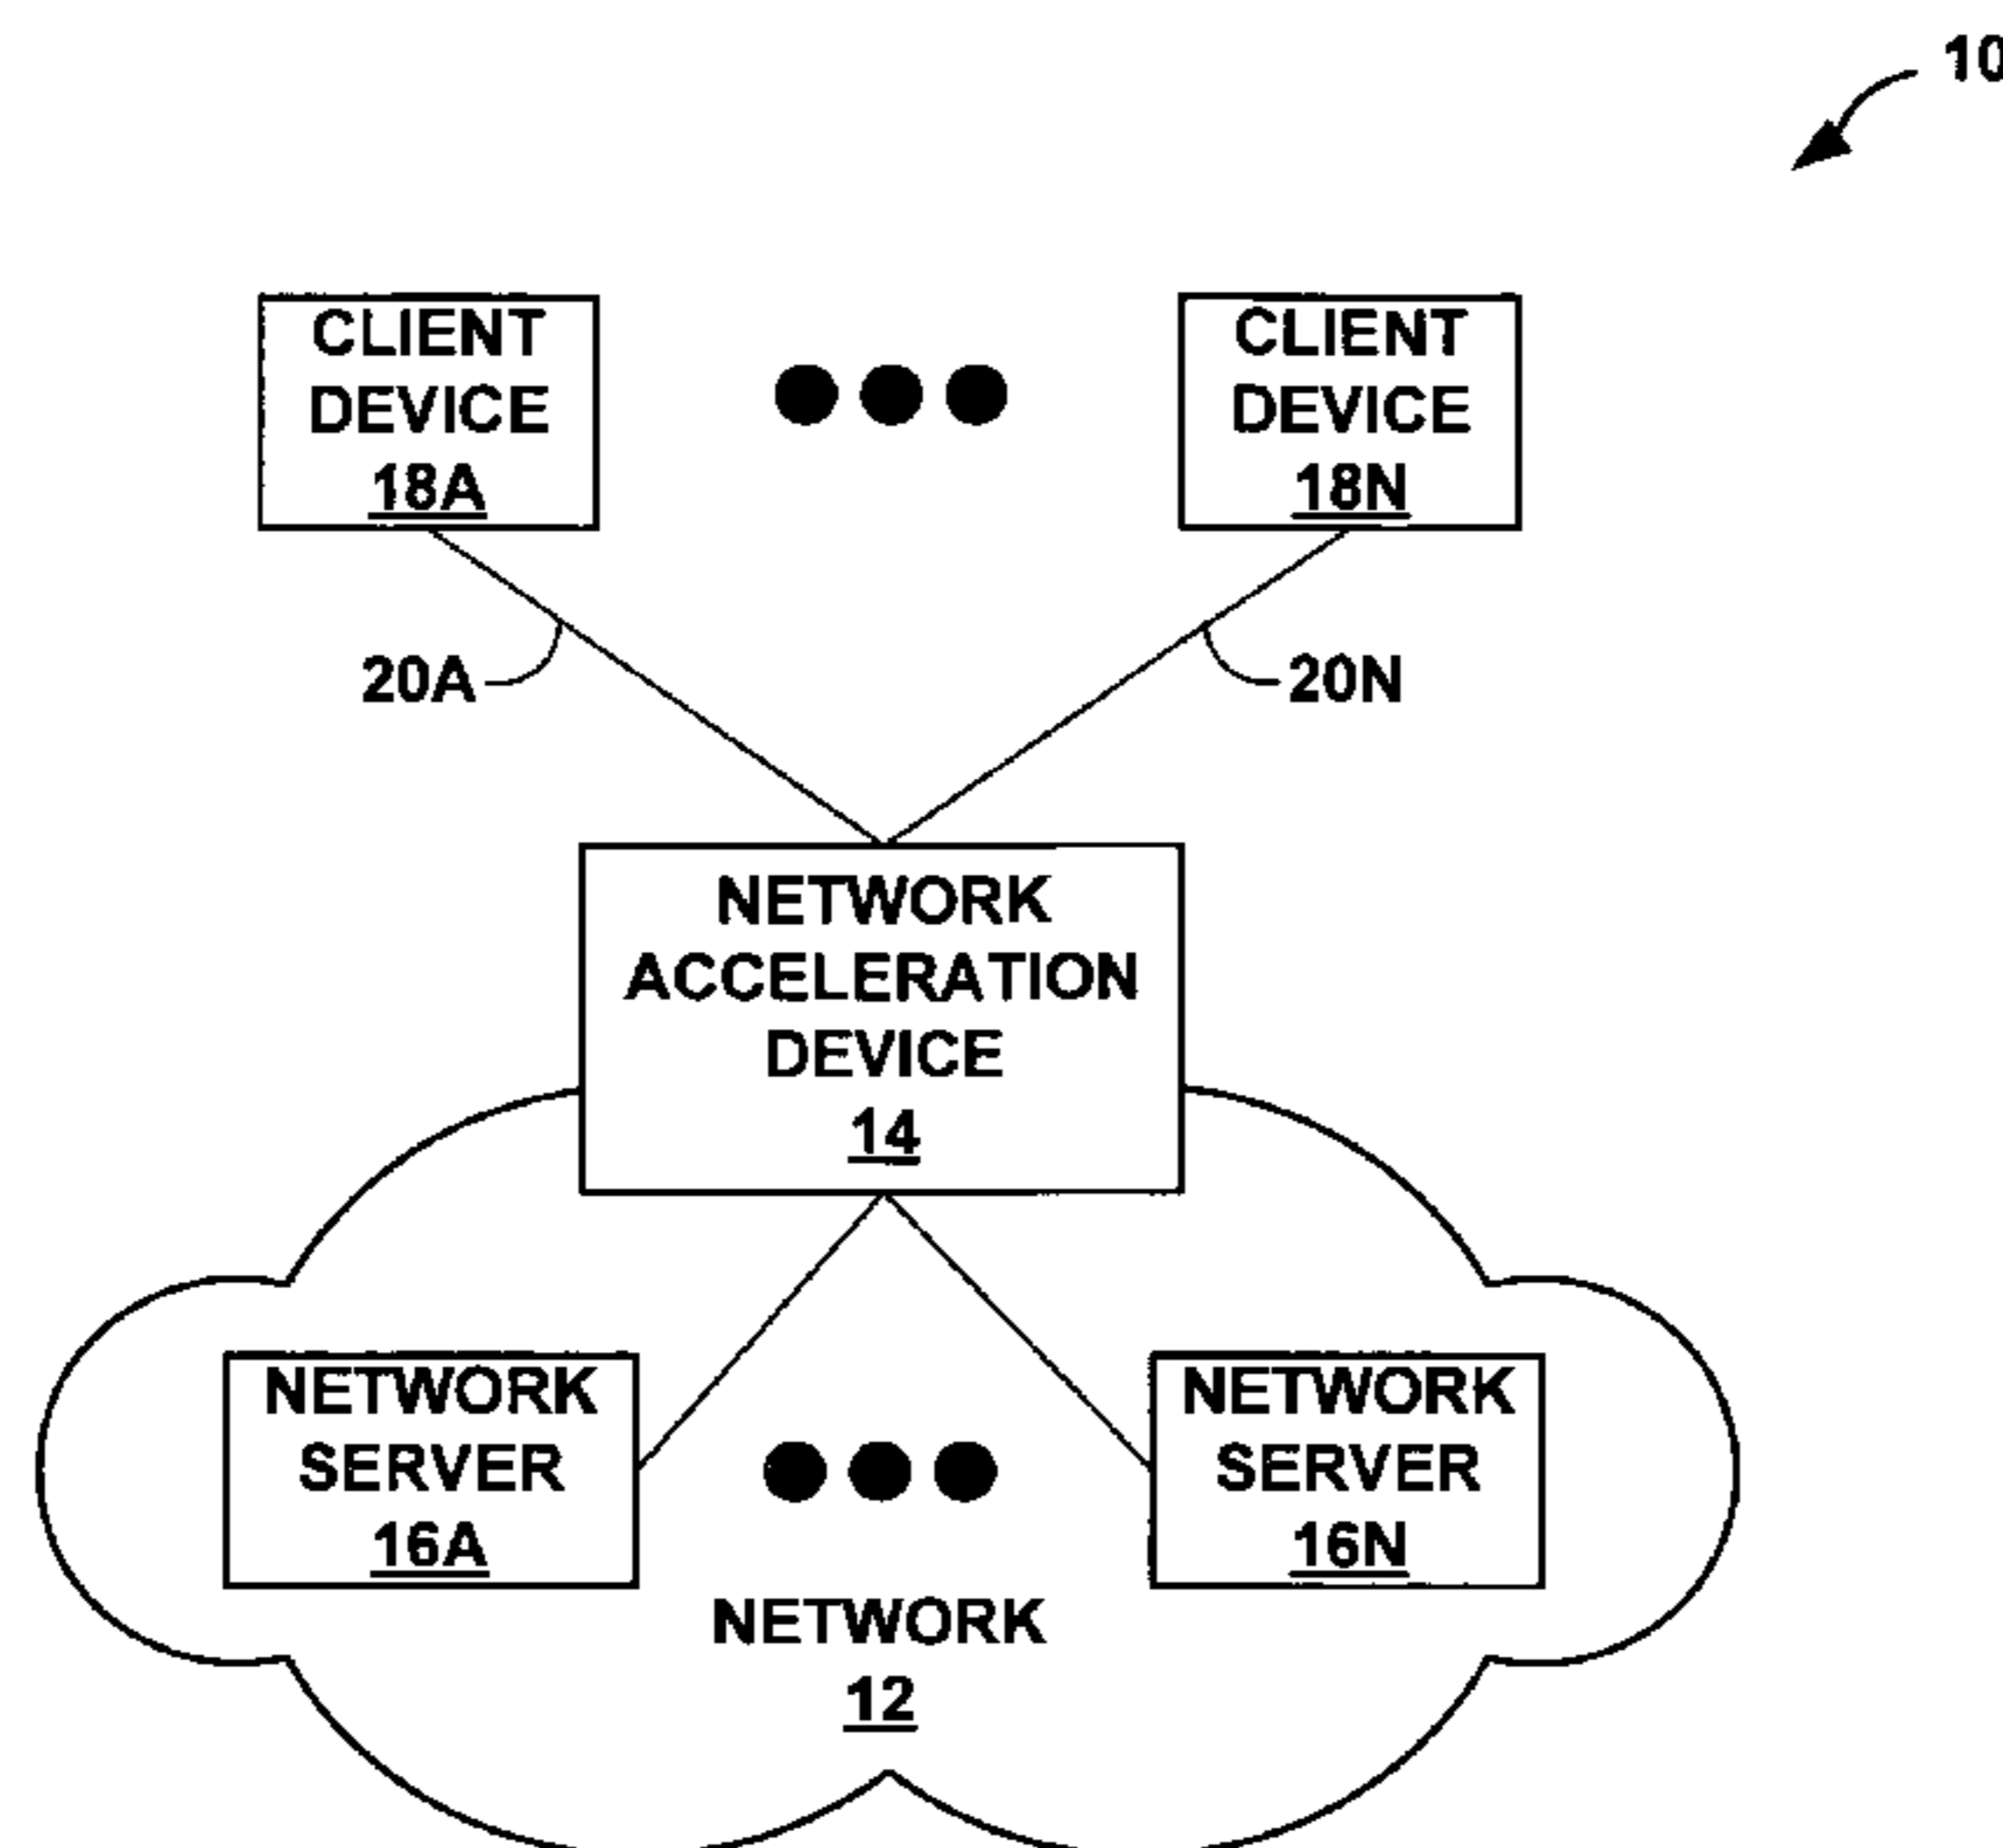 10
CLIENT
DEVICE
18A
CLIENT
DEVICE
18N
20A
20N
NETWORK
ACCELERATION
DEVICE
14
NETWORK
SERVER
16A
NETWORK
SERVER
16N
NETWORK
12